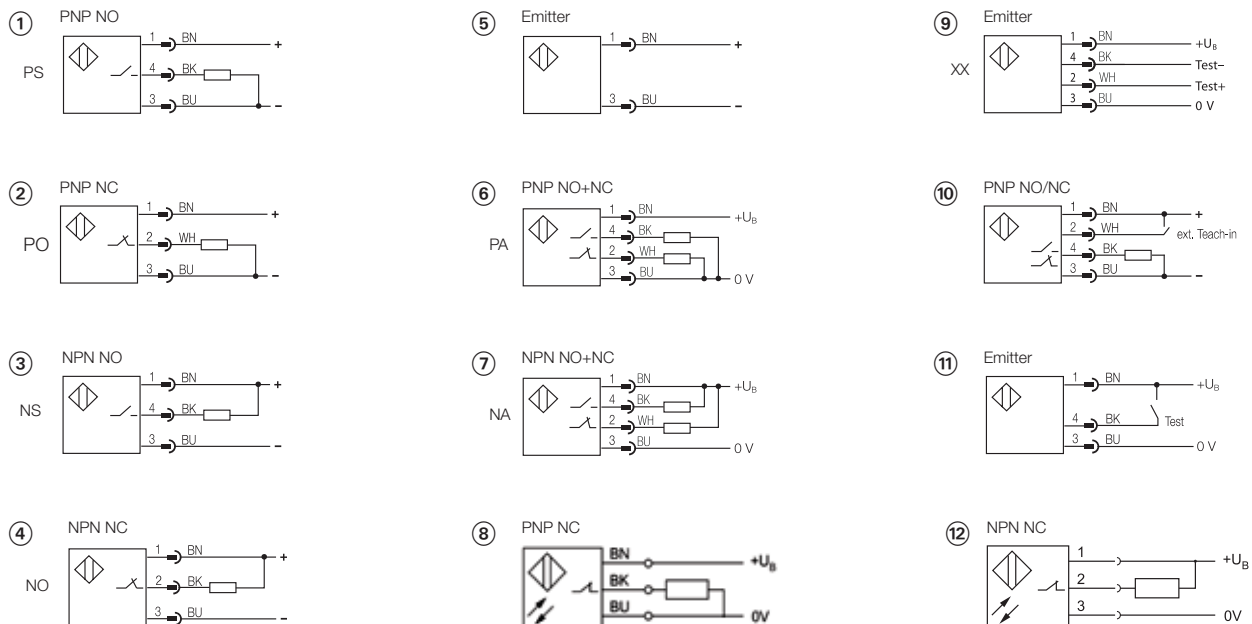 ① PNP NO
PS
1 BN +
4 BK
3 BU -
② PNP NC
PO
1 BN +
2 WH
3 BU -
③ NPN NO
NS
1 BN +
4 BK
3 BU -
④ NPN NC
NO
1 BN +
2 BK
3 BU -
⑤ Emitter
1 BN +
3 BU -
⑥ PNP NO+NC
PA
1 BN +UB
4 BK
2 WH
3 BU 0 V
⑦ NPN NO+NC
NA
1 BN +UB
4 BK
2 WH
3 BU 0 V
⑧ PNP NC
BN +UB
BK
BU 0V
⑨ Emitter
XX
1 BN +UB
4 BK Test–
2 WH Test+
3 BU 0 V
⑩ PNP NO/NC
1 BN +
2 WH ext. Teach-in
4 BK
3 BU -
⑪ Emitter
1 BN +UB
4 BK Test
3 BU 0 V
⑫ NPN NC
1 +UB
2
3 0V